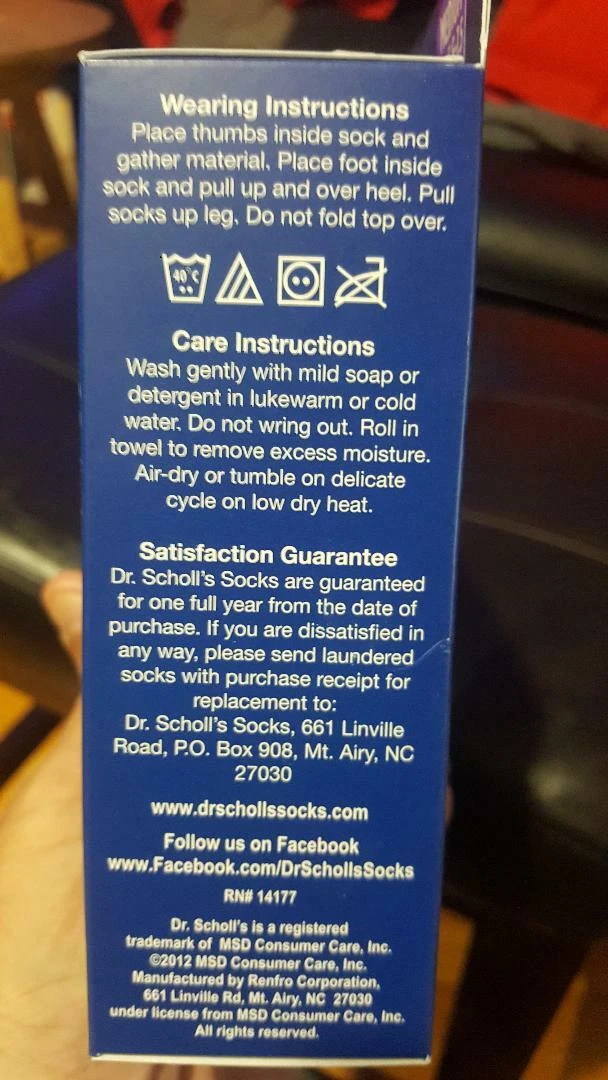 Wearing Instructions
Place thumbs inside sock and
gather material. Place foot inside
sock and pull up and over heel. Pull
socks up leg. Do not fold top over.
40°C
Care Instructions
Wash gently with mild soap or
detergent in lukewarm or cold
water. Do not wring out. Roll in
towel to remove excess moisture.
Air-dry or tumble on delicate
cycle on low dry heat.
Satisfaction Guarantee
Dr. Scholl's Socks are guaranteed
for one full year from the date of
purchase. If you are dissatisfied in
any way, please send laundered
socks with purchase receipt for
replacement to:
Dr. Scholl's Socks, 661 Linville
Road, P.O. Box 908, Mt. Airy, NC
27030
www.drschollssocks.com
Follow us on Facebook
www.Facebook.com/DrSchollsSocks
RN# 14177
Dr. Scholl's is a registered
trademark of MSD Consumer Care, Inc.
©2012 MSD Consumer Care, Inc.
Manufactured by Renfro Corporation,
661 Linville Rd, Mt. Airy, NC 27030
under license from MSD Consumer Care, Inc.
All rights reserved.